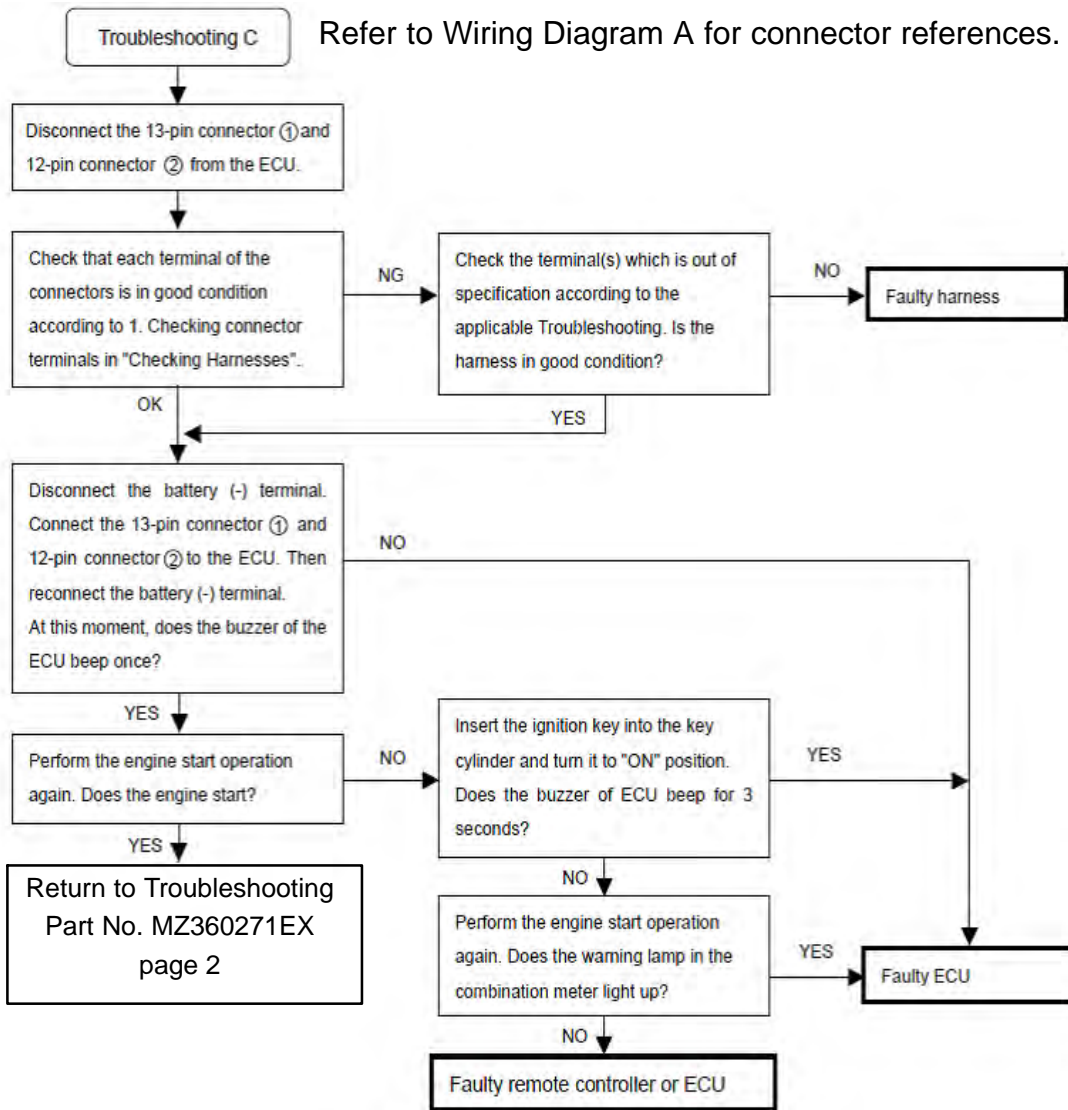 Troubleshooting C
Refer to Wiring Diagram A for connector references.
Disconnect the 13-pin connector ① and
12-pin connector ② from the ECU.
Check that each terminal of the
connectors is in good condition
according to 1. Checking connector
terminals in "Checking Harnesses".
NG
Check the terminal(s) which is out of
specification according to the
applicable Troubleshooting. Is the
harness in good condition?
NO
Faulty harness
OK
YES
Disconnect the battery (-) terminal.
Connect the 13-pin connector ① and
12-pin connector ② to the ECU. Then
reconnect the battery (-) terminal.
At this moment, does the buzzer of the
ECU beep once?
NO
YES
Perform the engine start operation
again. Does the engine start?
NO
Insert the ignition key into the key
cylinder and turn it to "ON" position.
Does the buzzer of ECU beep for 3
seconds?
YES
YES
Return to Troubleshooting
Part No. MZ360271EX
page 2
NO
Perform the engine start operation
again. Does the warning lamp in the
combination meter light up?
YES
Faulty ECU
NO
Faulty remote controller or ECU